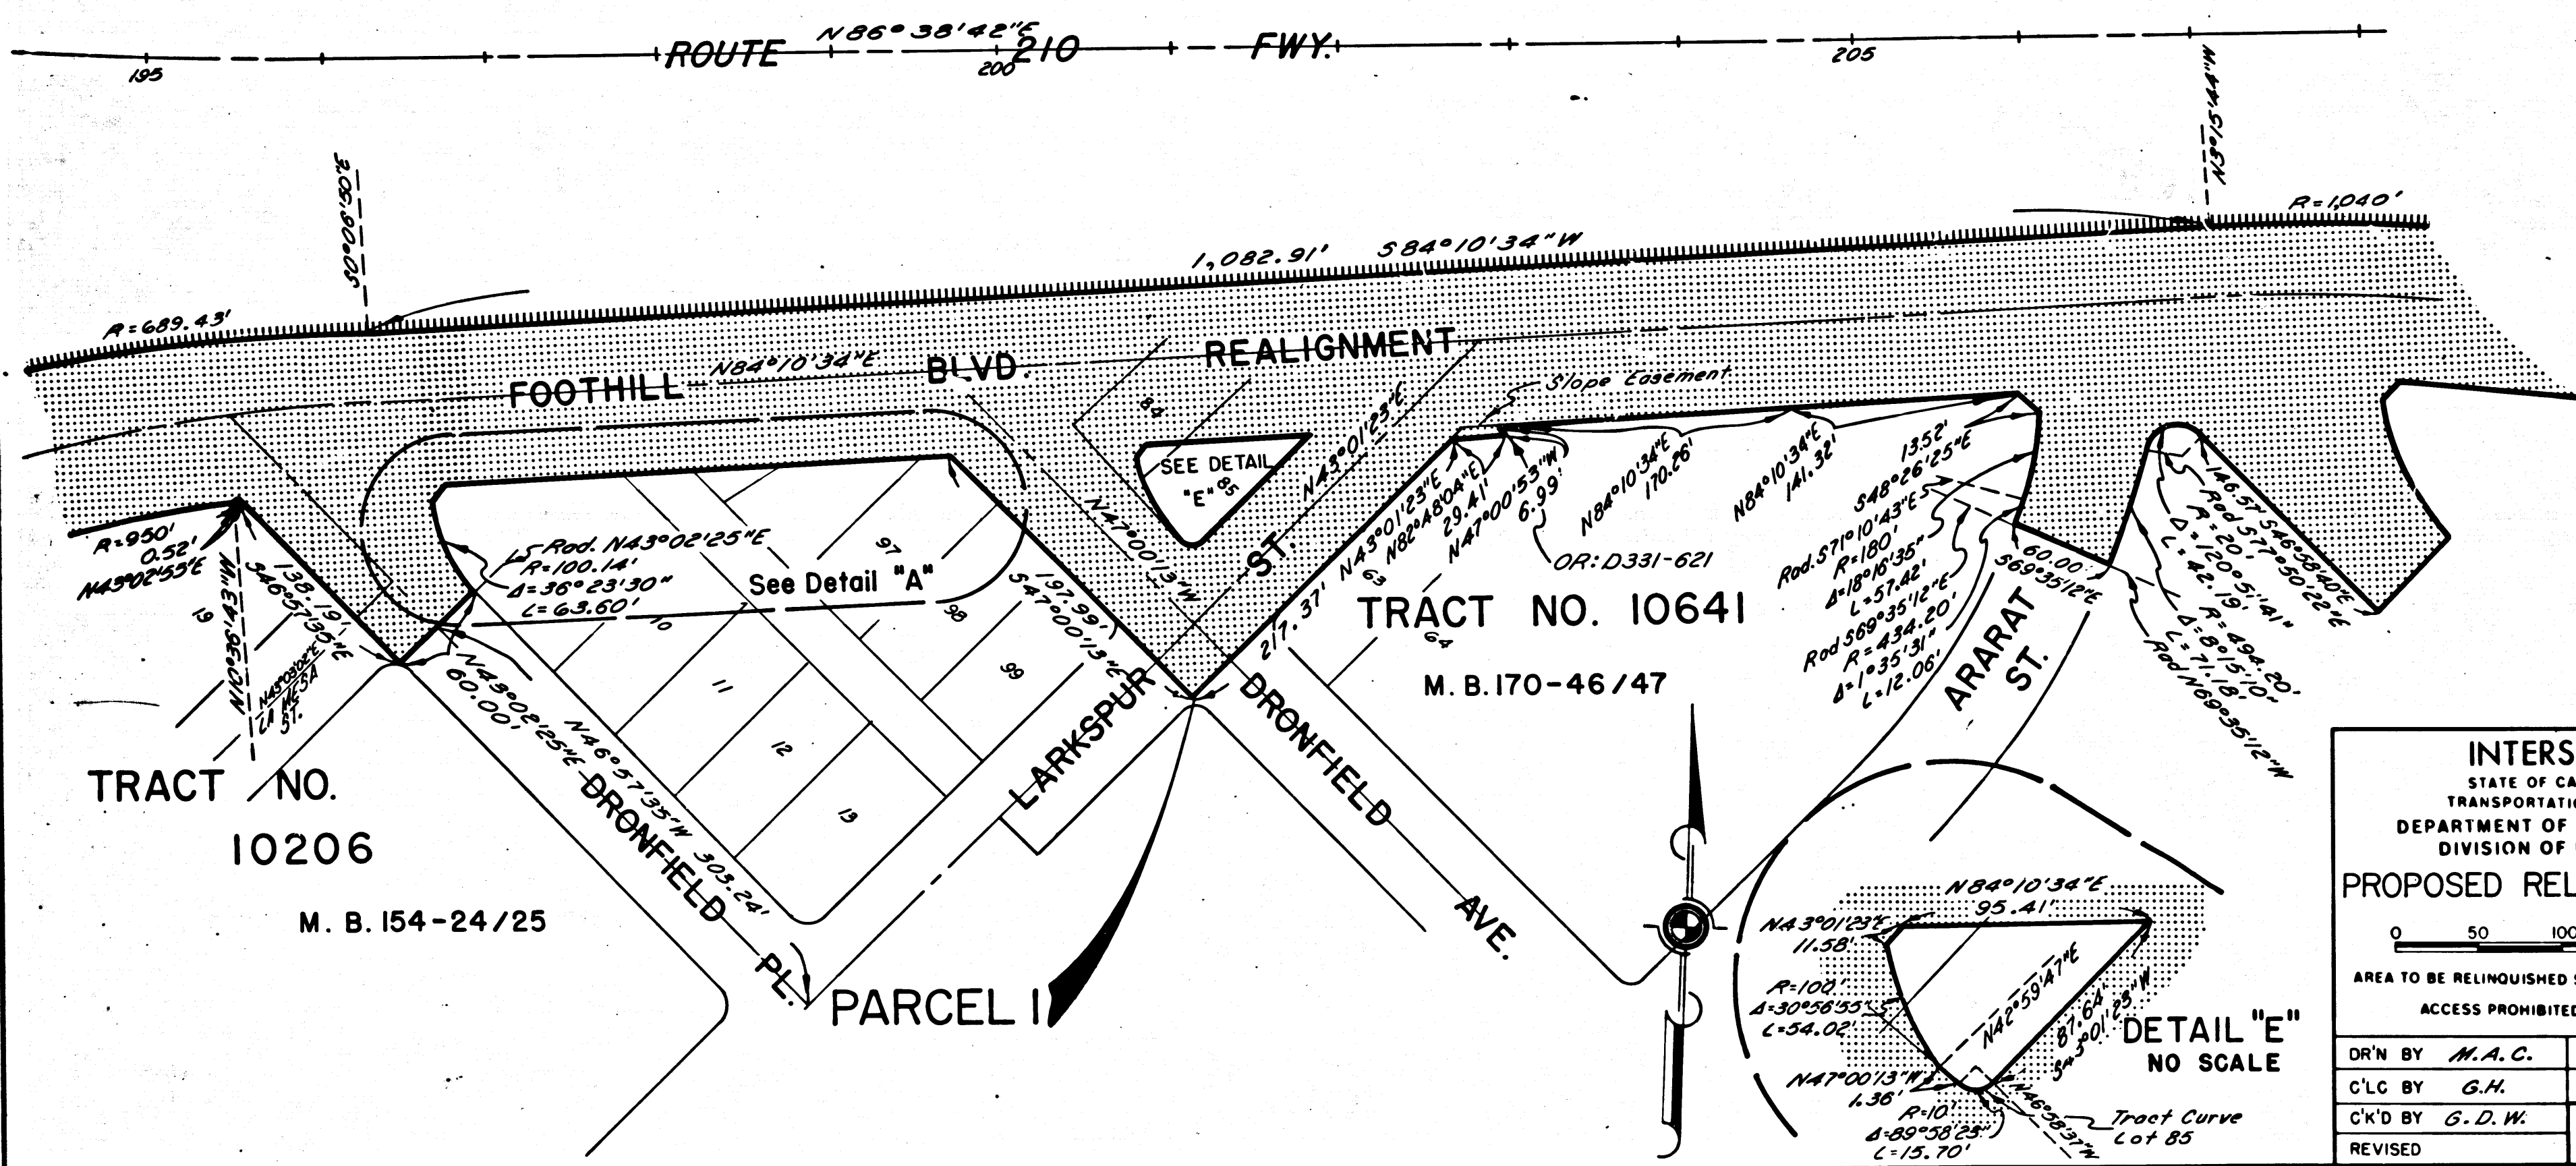 N86°38'42"E
ROUTE 210 FWY.
195
200
205
S0°08'50"E
N3°15'44"W
R=1,040'
1,082.91' S84°10'34"W
R=689.43'
FOOTHILL BLVD. REALIGNMENT
N84°10'34"E
Slope Easement
84
85
SEE DETAIL
"E"
N43°01'23"E
R=950'
0.52'
N43°02'55"E
N10°36'43"W
19
138.19'
S46°57'35"E
N43°03'02"E
LA MESA
ST.
Rad. N43°02'25"E
R=100.14'
Δ=36°23'30"
L=63.60'
See Detail "A"
97
98
99
10
11
12
13
N43°02'25"E
60.00'
N46°57'35"W 303.24'
DRONFIELD PL.
N47°00'13"W
197.99'
S47°00'13"E
LARKSPUR ST.
217.37' N43°01'23"E
N82°48'04"E
29.41'
N47°00'53"W
6.99'
OR: D331-621
63
64
N84°10'34"E
170.26'
N84°10'34"E
141.32'
13.52'
S48°26'25"E
Rad. S71°10'43"E
R=180'
Δ=18°16'35"
L=57.42'
Rad S69°35'12"E
R=434.20'
Δ=1°35'31"
L=12.06'
60.00'
S69°35'12"E
146.57' S46°58'40"E
Rad S77°50'22"E
R=20'
Δ=120°51'41"
L=42.19'
R=494.20'
Δ=8°15'10"
L=71.18'
Rad N69°35'12"W
ARARAT
ST.
TRACT NO. 10641
M. B. 170-46/47
DRONFIELD AVE.
TRACT NO.
10206
M. B. 154-24/25
PARCEL 1
N84°10'34"E
95.41'
N43°01'23"E
11.58'
R=100'
Δ=30°56'55"
L=54.02'
N42°59'47"E
87.64'
S43°01'23"W
N47°00'13"W
1.36'
R=10'
Δ=89°58'23"
L=15.70'
N46°58'37"W
Tract Curve
Lot 85
DETAIL "E"
NO SCALE
INTERS
STATE OF CA
TRANSPORTATI
DEPARTMENT OF
DIVISION OF
PROPOSED REL
0 50 100
AREA TO BE RELINQUISHED S
ACCESS PROHIBITED
DR'N BY M.A.C.
C'LC BY G.H.
C'K'D BY G.D.W.
REVISED